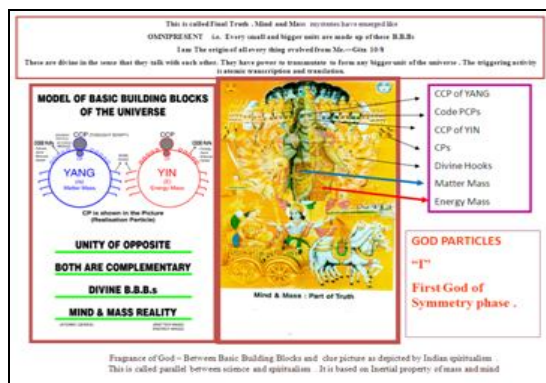 This is called Final Truth . Mind and Mass mysteries have emerged like
OMNIPRESENT i.e. Every small and bigger units are made up of these B.B.Bs
I am The origin of all every thing evolved from Me.—Gita 10/8
These are divine in the sense that they talk with each other. They have power to transmutate to form any bigger unit of the universe . The triggering activity
is atomic transcription and translation.
MODEL OF BASIC BUILDING BLOCKS
OF THE UNIVERSE
CCP
CCP
YANG
Matter Mass
YIN
Energy Mass
CP is shown in the Picture
(Realisation Particle)
UNITY OF OPPOSITE
BOTH ARE COMPLEMENTARY
DIVINE B.B.B.s
MIND & MASS REALITY
Mind & Mass : Part of Truth
CCP of YANG
Code PCPs
CCP of YIN
CPs
Divine Hooks
Matter Mass
Energy Mass
GOD PARTICLES
“I”
First God of
Symmetry phase .
Fragrance of God – Between Basic Building Blocks and clue picture as depicted by Indian spiritualism .
This is called parallel between science and spiritualism . It is based on Inertial property of mass and mind